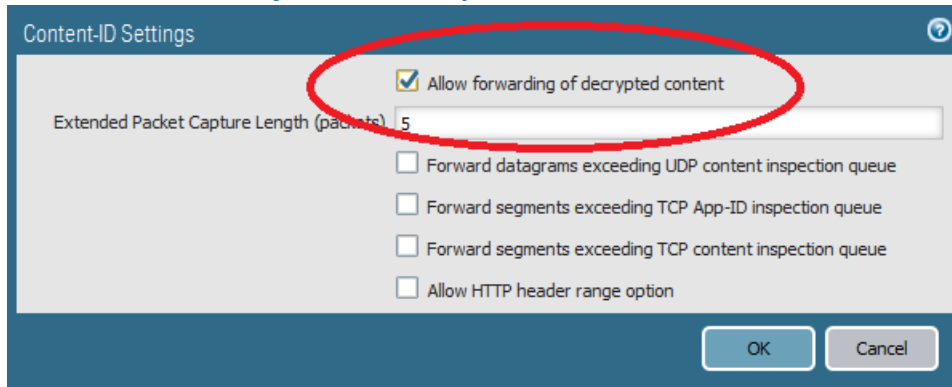 Content-ID Settings
Allow forwarding of decrypted content
Extended Packet Capture Length (packets) 5
Forward datagrams exceeding UDP content inspection queue
Forward segments exceeding TCP App-ID inspection queue
Forward segments exceeding TCP content inspection queue
Allow HTTP header range option
OK Cancel